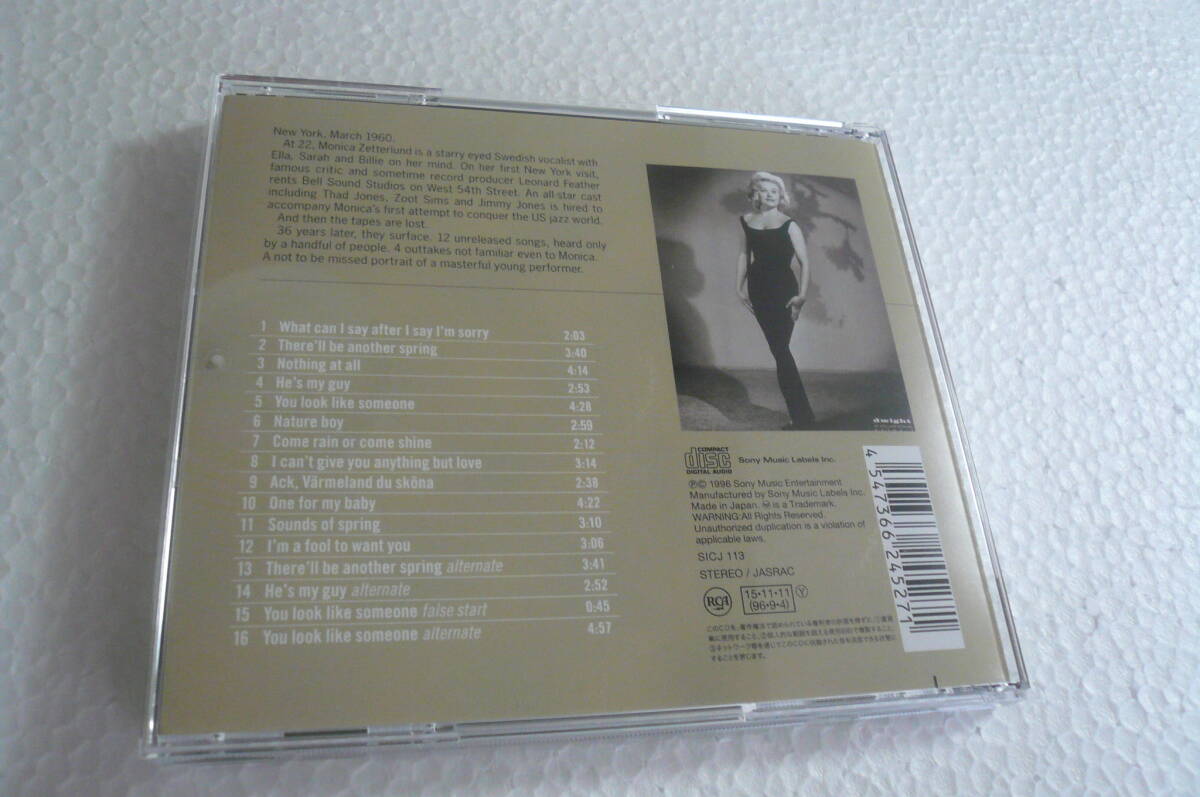 New York, March 1960.
At 22, Monica Zetterlund is a starry eyed Swedish vocalist with
Ella, Sarah and Billie on her mind. On her first New York visit,
famous critic and sometime record producer Leonard Feather
rents Bell Sound Studios on West 54th Street. An all-star cast
including Thad Jones, Zoot Sims and Jimmy Jones is hired to
accompany Monica's first attempt to conquer the US jazz world.
And then the tapes are lost.
36 years later, they surface. 12 unreleased songs, heard only
by a handful of people. 4 outtakes not familiar even to Monica.
A not to be missed portrait of a masterful young performer.
1 What can I say after I say I'm sorry 2:03
2 There'll be another spring 3:40
3 Nothing at all 4:14
4 He's my guy 2:53
5 You look like someone 4:28
6 Nature boy 2:59
7 Come rain or come shine 2:12
8 I can't give you anything but love 3:14
9 Ack, Värmeland du sköna 2:38
10 One for my baby 4:22
11 Sounds of spring 3:10
12 I'm a fool to want you 3:06
13 There'll be another spring alternate 3:41
14 He's my guy alternate 2:52
15 You look like someone false start 0:45
16 You look like someone alternate 4:57
dwight
COMPACT
disc
DIGITAL AUDIO
Sony Music Labels Inc.
℗© 1996 Sony Music Entertainment
Manufactured by Sony Music Labels Inc.
Made in Japan. is a Trademark.
WARNING:All Rights Reserved.
Unauthorized duplication is a violation of
applicable laws.
SICJ 113
STEREO / JASRAC
RCA
15・11・11 Ⓨ
(96・9・4)
4 547366 245271